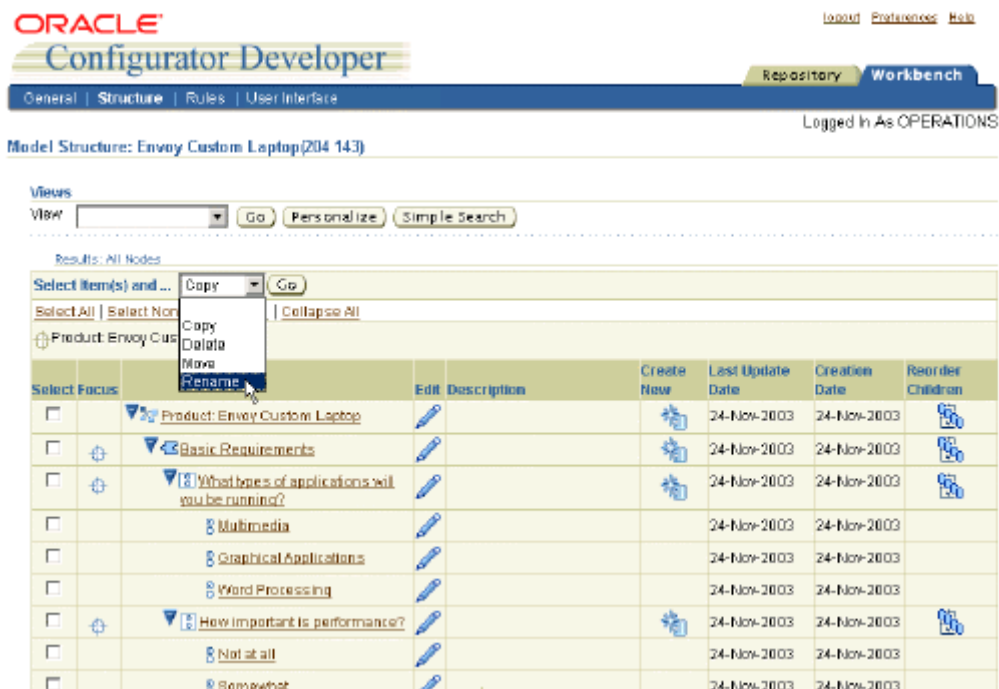 ORACLE
logout Preferences Help
Configurator Developer
Repository Workbench
General | Structure | Rules | User Interface
Logged In As OPERATIONS
Model Structure: Envoy Custom Laptop(204 143)
Views
View Go Personalize Simple Search
Results: All Nodes
Select Item(s) and ... Copy Go
Select All | Select Non | Collapse All
Copy
Product: Envoy Cus
Delete
Move
Rename
Select Focus Edit Description Create New Last Update Date Creation Date Reorder Children
Product: Envoy Custom Laptop 24-Nov-2003 24-Nov-2003
Basic Requirements 24-Nov-2003 24-Nov-2003
What types of applications will 24-Nov-2003 24-Nov-2003
you be running?
Multimedia 24-Nov-2003 24-Nov-2003
Graphical Applications 24-Nov-2003 24-Nov-2003
Word Processing 24-Nov-2003 24-Nov-2003
How important is performance? 24-Nov-2003 24-Nov-2003
Not at all 24-Nov-2003 24-Nov-2003
Somewhat 24-Nov-2003 24-Nov-2003